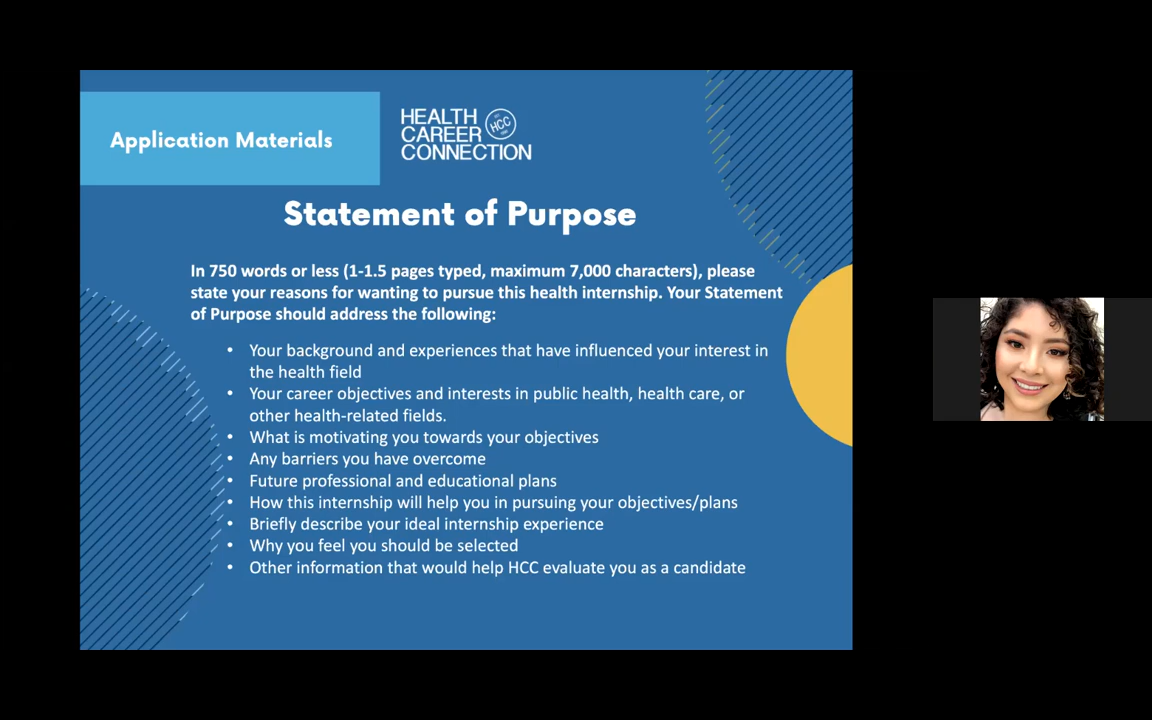 Application Materials
HEALTH
CAREER
CONNECTION
HCC
Statement of Purpose
In 750 words or less (1-1.5 pages typed, maximum 7,000 characters), please
state your reasons for wanting to pursue this health internship. Your Statement
of Purpose should address the following:
• Your background and experiences that have influenced your interest in
the health field
• Your career objectives and interests in public health, health care, or
other health-related fields.
• What is motivating you towards your objectives
• Any barriers you have overcome
• Future professional and educational plans
• How this internship will help you in pursuing your objectives/plans
• Briefly describe your ideal internship experience
• Why you feel you should be selected
• Other information that would help HCC evaluate you as a candidate